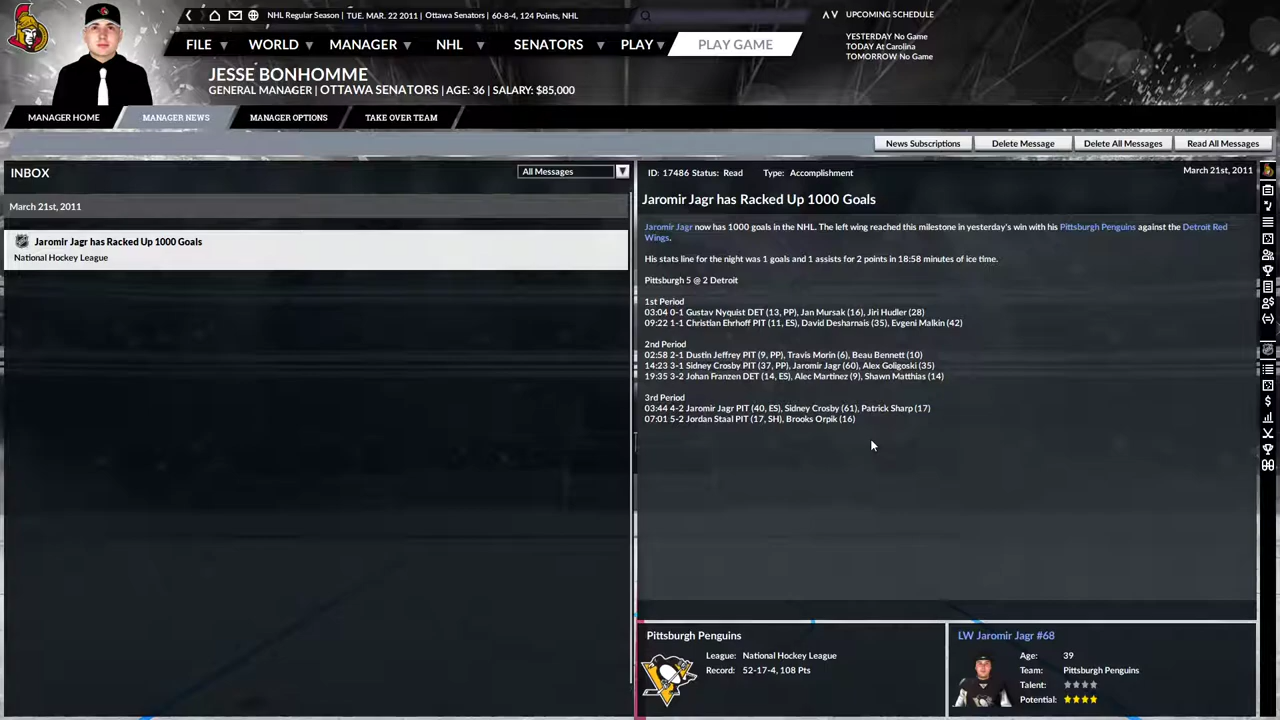 NHL Regular Season | TUE. MAR. 22 2011 | Ottawa Senators | 60-8-4, 124 Points, NHL
UPCOMING SCHEDULE
YESTERDAY No Game
TODAY At Carolina
TOMORROW No Game
FILE WORLD MANAGER NHL SENATORS PLAY PLAY GAME
JESSE BONHOMME
GENERAL MANAGER | OTTAWA SENATORS | AGE: 36 | SALARY: $85,000
MANAGER HOME MANAGER NEWS MANAGER OPTIONS TAKE OVER TEAM
News Subscriptions Delete Message Delete All Messages Read All Messages
INBOX All Messages
March 21st, 2011
Jaromir Jagr has Racked Up 1000 Goals
National Hockey League
ID: 17486 Status: Read Type: Accomplishment March 21st, 2011
Jaromir Jagr has Racked Up 1000 Goals
Jaromir Jagr now has 1000 goals in the NHL. The left wing reached this milestone in yesterday's win with his Pittsburgh Penguins against the Detroit Red
Wings.
His stats line for the night was 1 goals and 1 assists for 2 points in 18:58 minutes of ice time.
Pittsburgh 5 @ 2 Detroit
1st Period
03:04 0-1 Gustav Nyquist DET (13, PP), Jan Mursak (16), Jiri Hudler (28)
09:22 1-1 Christian Ehrhoff PIT (11, ES), David Desharnais (35), Evgeni Malkin (42)
2nd Period
02:58 2-1 Dustin Jeffrey PIT (9, PP), Travis Morin (6), Beau Bennett (10)
14:23 3-1 Sidney Crosby PIT (37, PP), Jaromir Jagr (60), Alex Goligoski (35)
19:35 3-2 Johan Franzen DET (14, ES), Alec Martinez (9), Shawn Matthias (14)
3rd Period
03:44 4-2 Jaromir Jagr PIT (40, ES), Sidney Crosby (61), Patrick Sharp (17)
07:01 5-2 Jordan Staal PIT (17, SH), Brooks Orpik (16)
Pittsburgh Penguins
League: National Hockey League
Record: 52-17-4, 108 Pts
LW Jaromir Jagr #68
Age: 39
Team: Pittsburgh Penguins
Talent:
Potential: